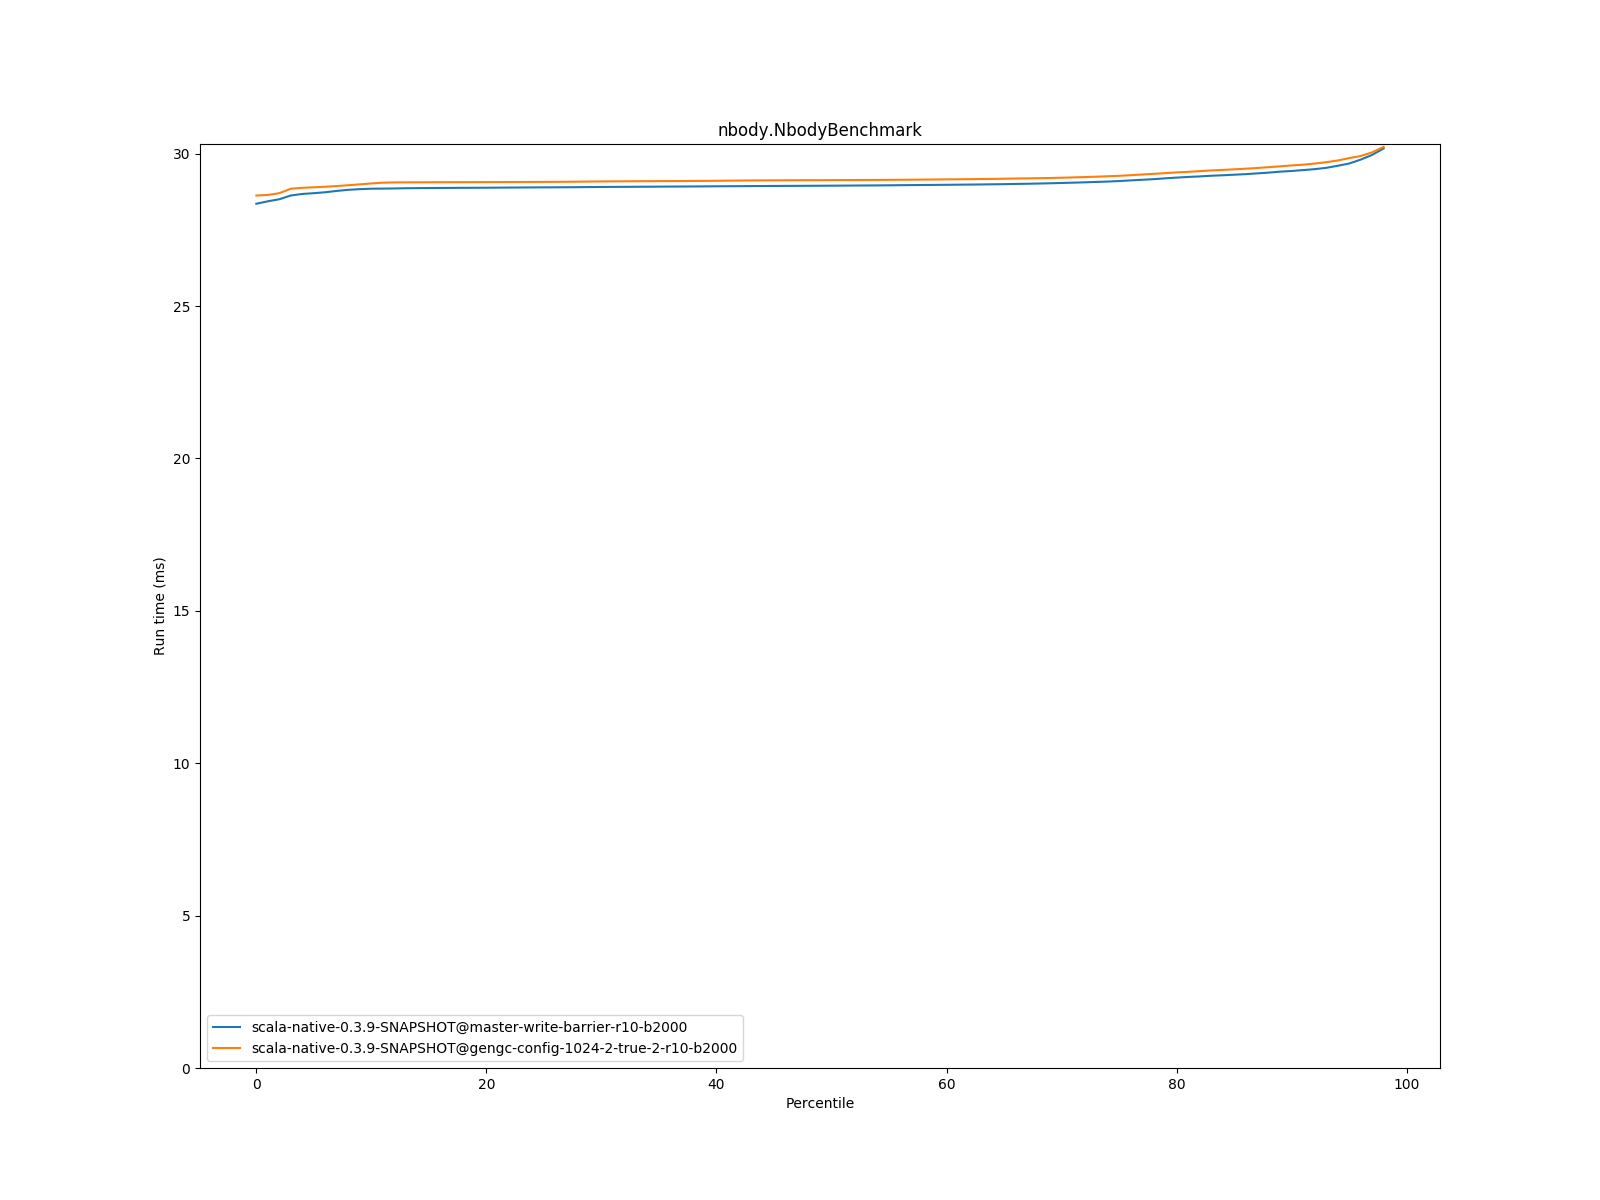 nbody.NbodyBenchmark
30
25
20
15
10
5
0
Run time (ms)
scala-native-0.3.9-SNAPSHOT@master-write-barrier-r10-b2000
scala-native-0.3.9-SNAPSHOT@gengc-config-1024-2-true-2-r10-b2000
0 20 40 60 80 100
Percentile